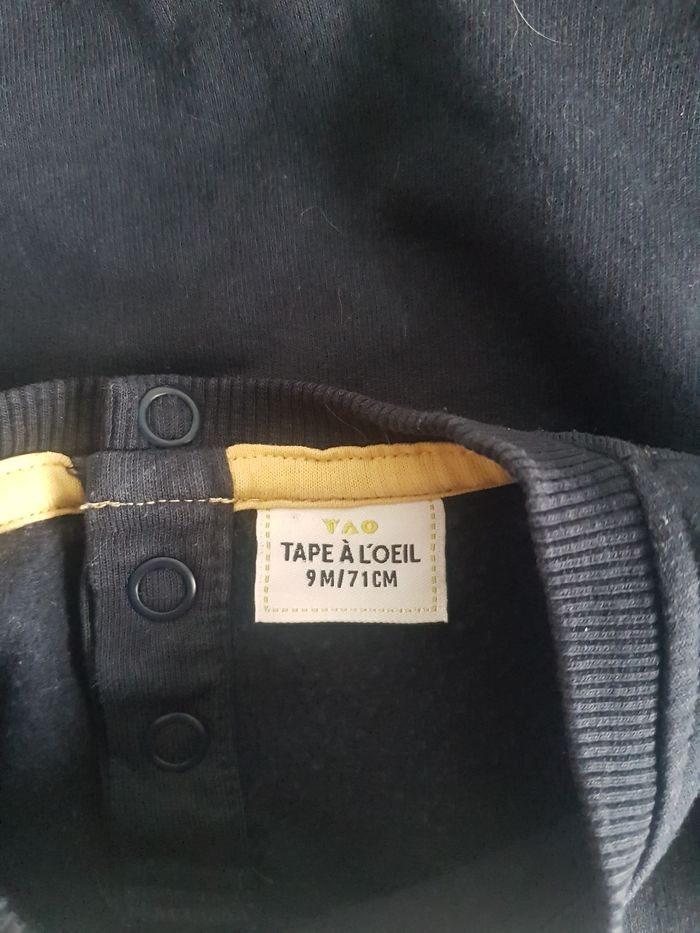 TAO
TAPE À L'OEIL
9M/71CM